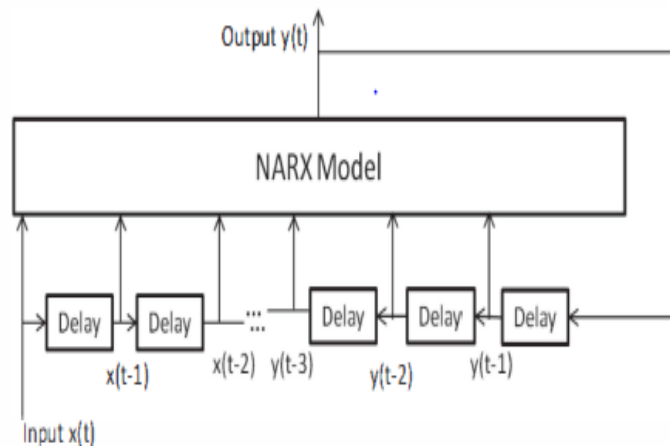 Output y(t)
NARX Model
Delay
Delay
...
Delay
Delay
Delay
x(t-1)
x(t-2)
y(t-3)
y(t-2)
y(t-1)
Input x(t)